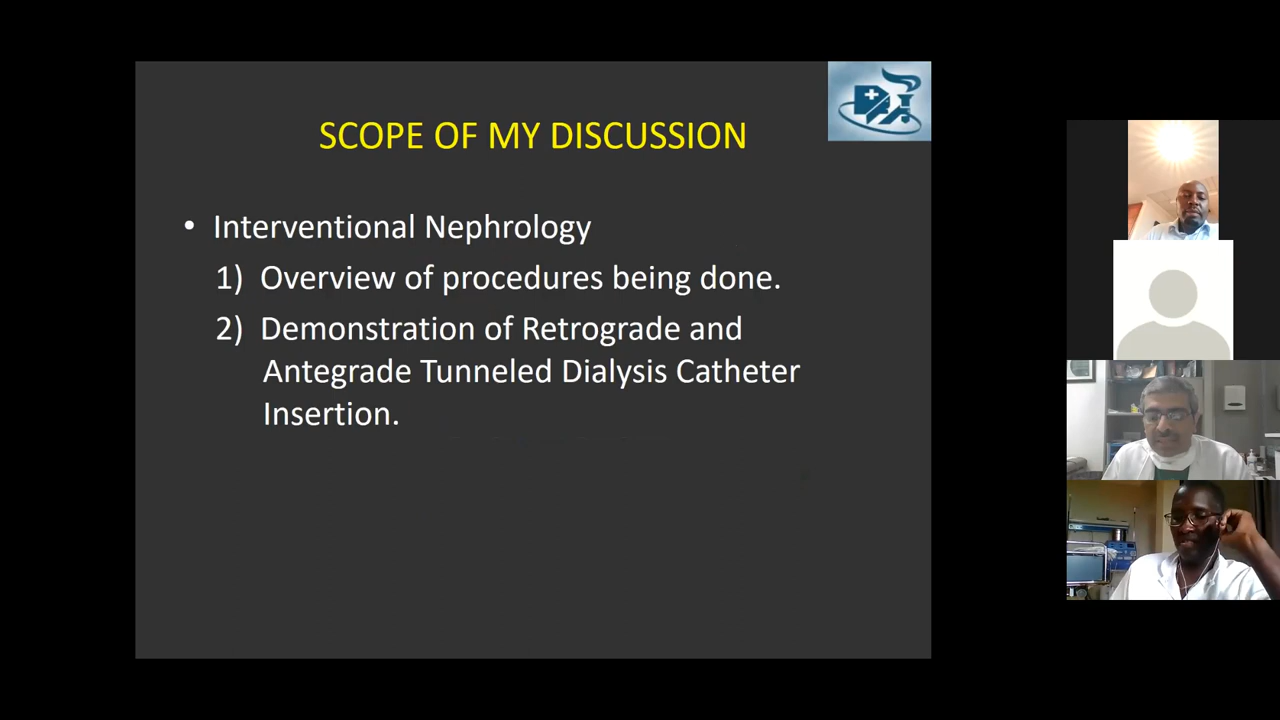 SCOPE OF MY DISCUSSION
• Interventional Nephrology
1) Overview of procedures being done.
2) Demonstration of Retrograde and
Antegrade Tunneled Dialysis Catheter
Insertion.